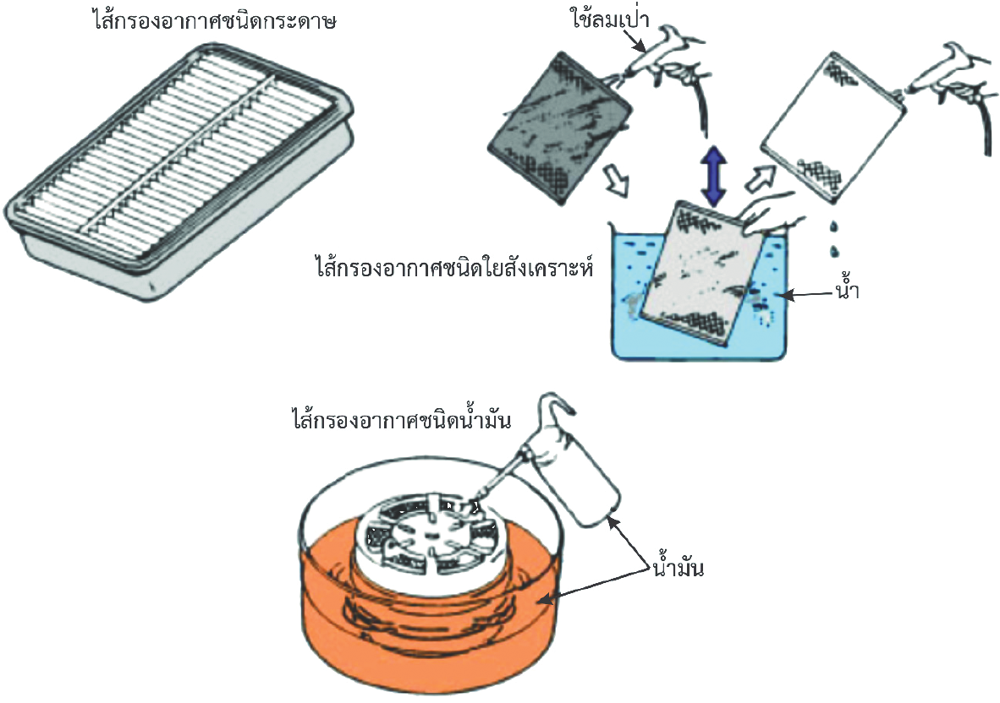 ไส้กรองอากาศชนิดกระดาษ
ใช้ลมเป่า
ไส้กรองอากาศชนิดใยสังเคราะห์
น้ำ
ไส้กรองอากาศชนิดน้ำมัน
น้ำมัน